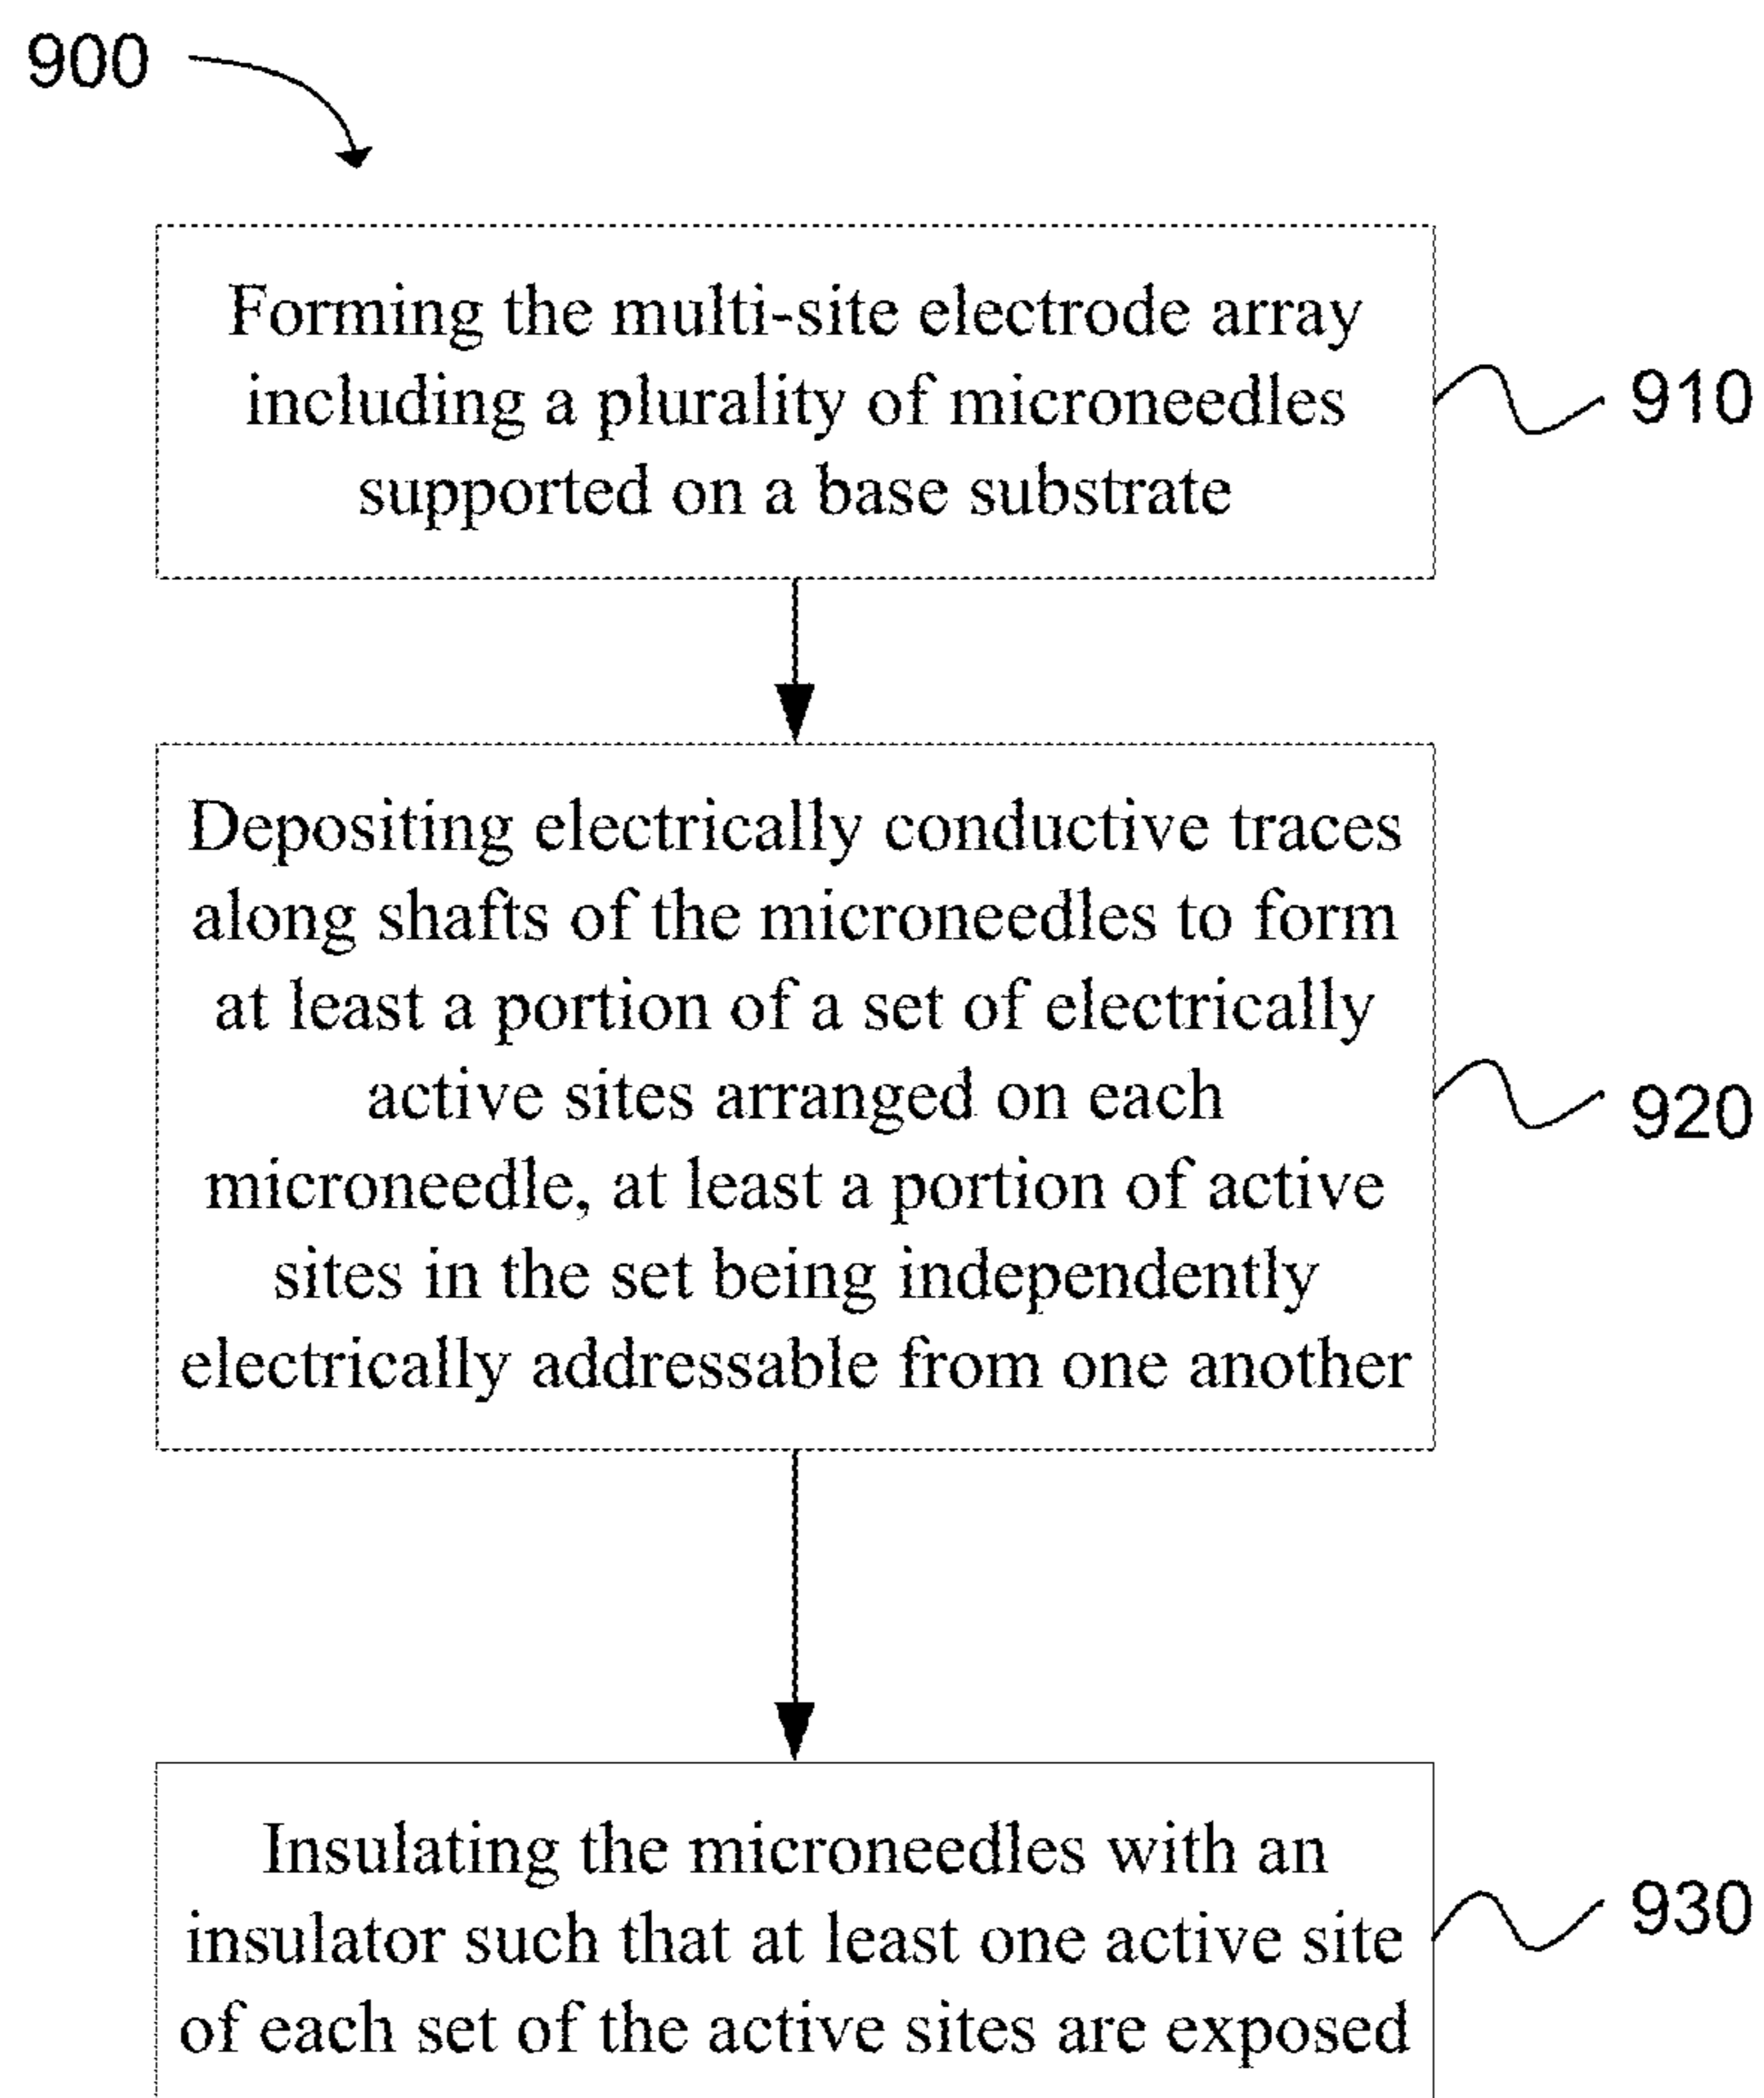 900
Forming the multi-site electrode array
including a plurality of microneedles
supported on a base substrate
910
Depositing electrically conductive traces
along shafts of the microneedles to form
at least a portion of a set of electrically
active sites arranged on each
microneedle, at least a portion of active
sites in the set being independently
electrically addressable from one another
920
Insulating the microneedles with an
insulator such that at least one active site
of each set of the active sites are exposed
930